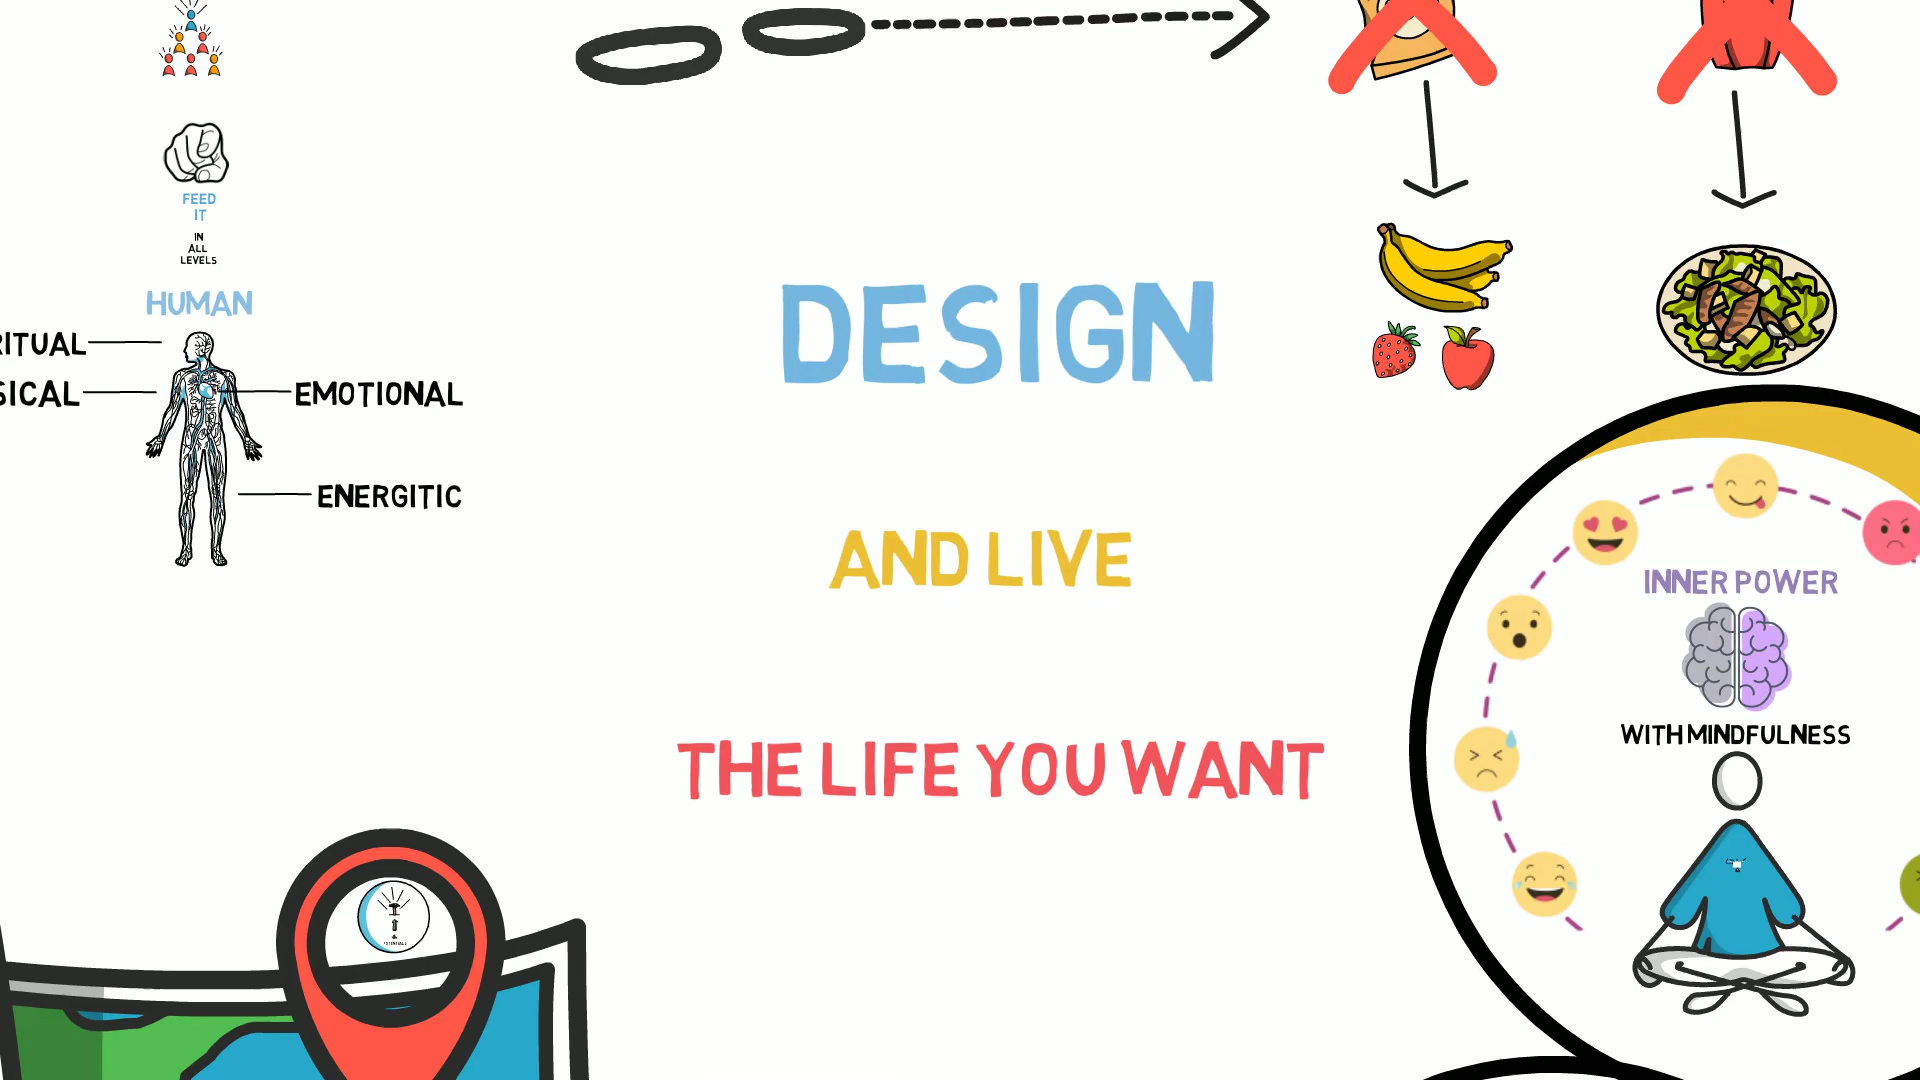 FEED
IT
IN
ALL
LEVELS
HUMAN
RITUAL
SICAL
EMOTIONAL
ENERGITIC
DESIGN
AND LIVE
THE LIFE YOU WANT
INNER POWER
WITH MINDFULNESS